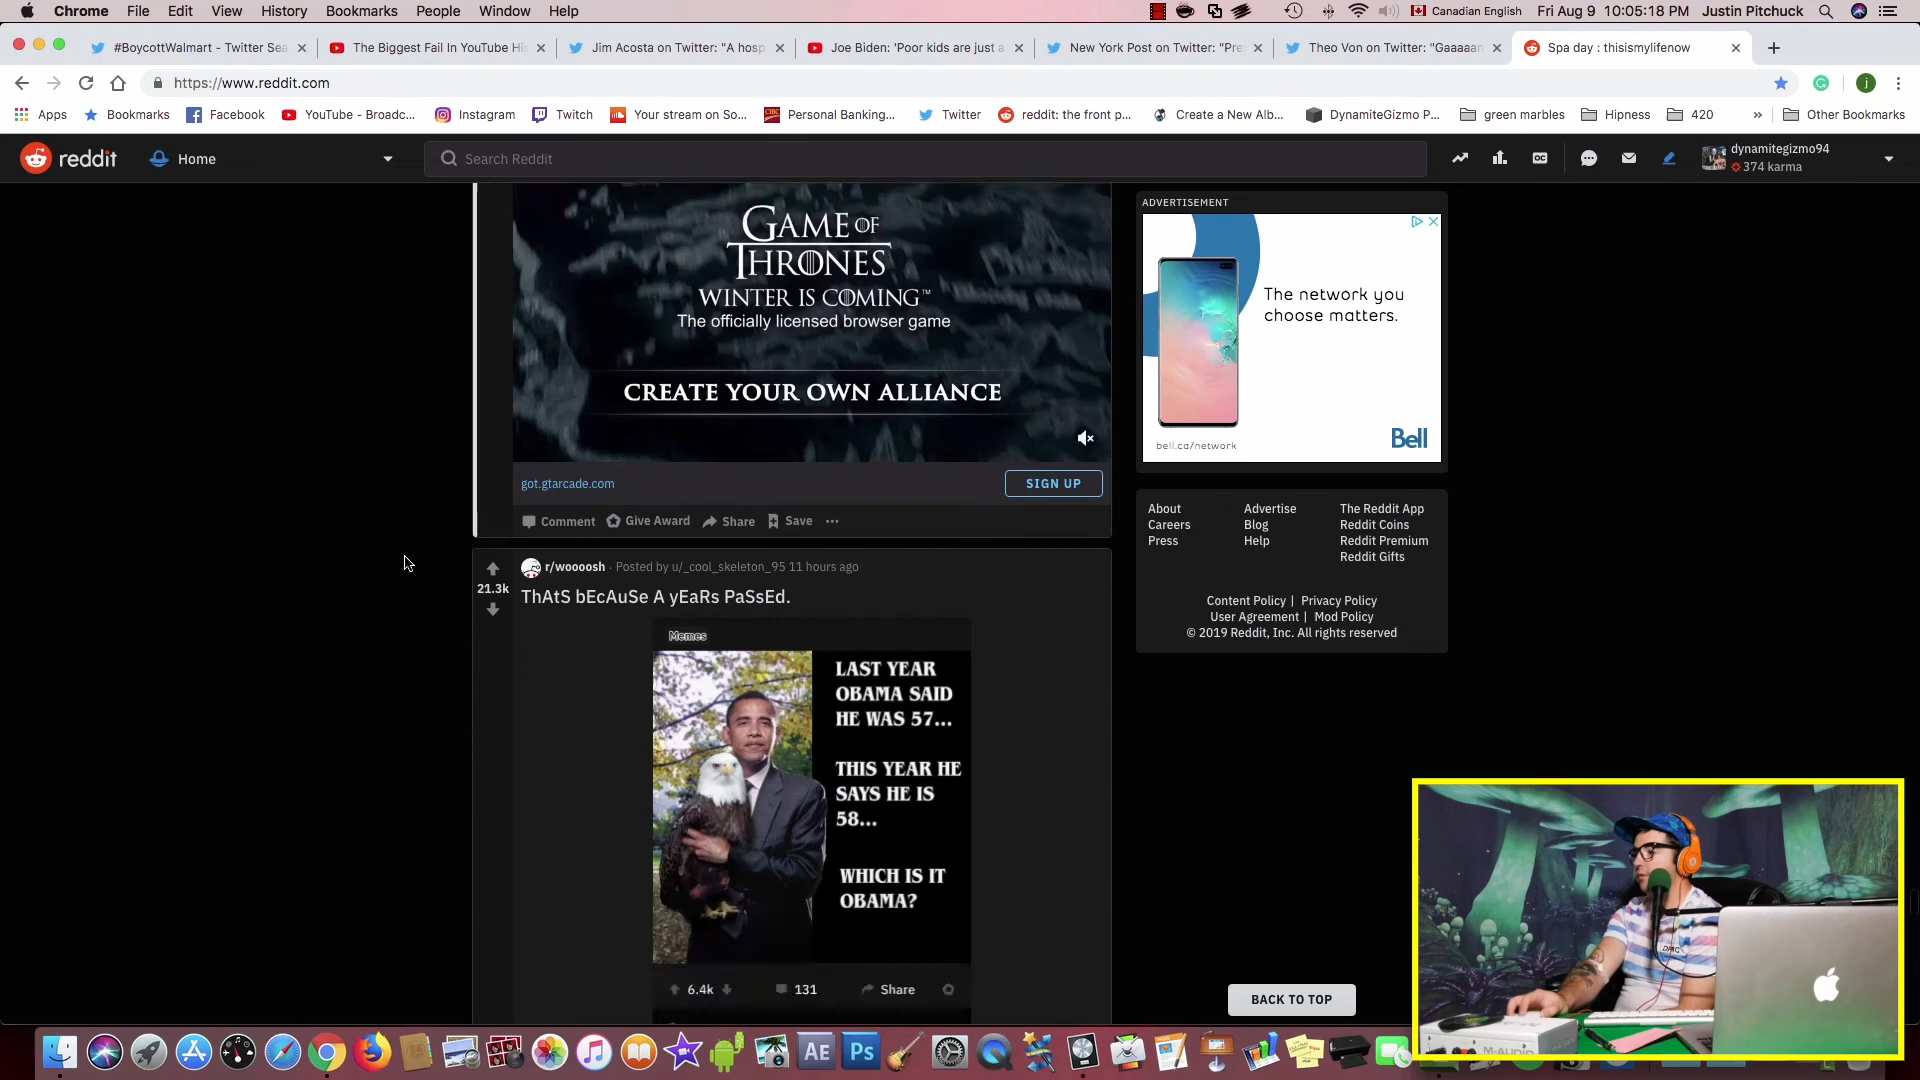 Chrome File Edit View History Bookmarks People Window Help
Canadian English Fri Aug 9 10:05:18 PM Justin Pitchuck
#BoycottWalmart - Twitter Sea
The Biggest Fail In YouTube His
Jim Acosta on Twitter: "A hosp
Joe Biden: 'Poor kids are just a
New York Post on Twitter: "Pre
Theo Von on Twitter: "Gaaaaan
Spa day : thisismylifenow
https://www.reddit.com
j
Apps Bookmarks Facebook YouTube - Broadc... Instagram Twitch Your stream on So... Personal Banking... Twitter reddit: the front p... Create a New Alb... DynamiteGizmo P... green marbles Hipness 420 » Other Bookmarks
reddit Home Search Reddit
OC
dynamitegizmo94
374 karma
GAME OF
THRONES
WINTER IS COMING™
The officially licensed browser game
CREATE YOUR OWN ALLIANCE
got.gtarcade.com SIGN UP
Comment Give Award Share Save ...
ADVERTISEMENT
The network you
choose matters.
bell.ca/network
Bell
About Advertise The Reddit App
Careers Blog Reddit Coins
Press Help Reddit Premium
Reddit Gifts
Content Policy | Privacy Policy
User Agreement | Mod Policy
© 2019 Reddit, Inc. All rights reserved
21.3k
r/woooosh · Posted by u/_cool_skeleton_95 11 hours ago
ThAtS bEcAuSe A yEaRs PaSsEd.
Memes
LAST YEAR
OBAMA SAID
HE WAS 57...
THIS YEAR HE
SAYS HE IS
58...
WHICH IS IT
OBAMA?
6.4k 131 Share
BACK TO TOP
M-AUDIO
AE Ps